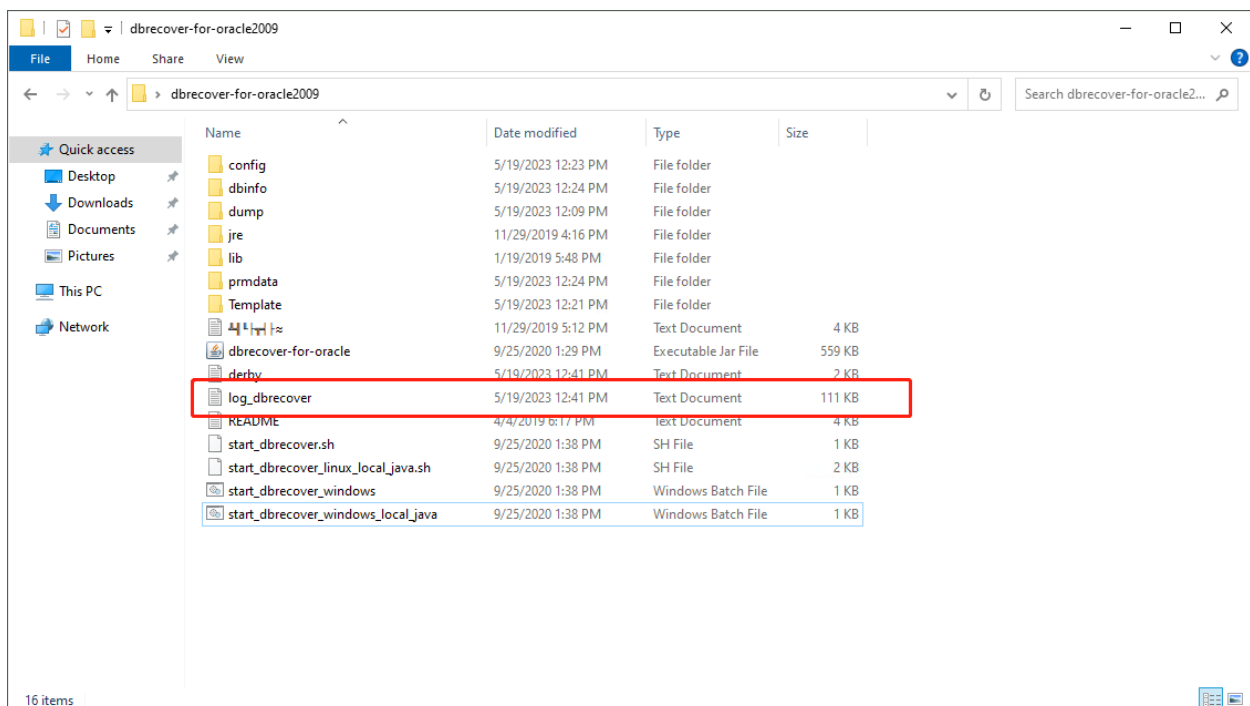 dbrecover-for-oracle2009
File Home Share View
dbrecover-for-oracle2009
Search dbrecover-for-oracle2...
Name Date modified Type Size
Quick access
Desktop
Downloads
Documents
Pictures
This PC
Network
config 5/19/2023 12:23 PM File folder
dbinfo 5/19/2023 12:24 PM File folder
dump 5/19/2023 12:09 PM File folder
jre 11/29/2019 4:16 PM File folder
lib 1/19/2019 5:48 PM File folder
prmdata 5/19/2023 12:24 PM File folder
Template 5/19/2023 12:21 PM File folder
11/29/2019 5:12 PM Text Document 4 KB
dbrecover-for-oracle 9/25/2020 1:29 PM Executable Jar File 559 KB
derby 5/19/2023 12:41 PM Text Document 2 KB
log_dbrecover 5/19/2023 12:41 PM Text Document 111 KB
README 4/4/2019 6:17 PM Text Document 4 KB
start_dbrecover.sh 9/25/2020 1:38 PM SH File 1 KB
start_dbrecover_linux_local_java.sh 9/25/2020 1:38 PM SH File 2 KB
start_dbrecover_windows 9/25/2020 1:38 PM Windows Batch File 1 KB
start_dbrecover_windows_local_java 9/25/2020 1:38 PM Windows Batch File 1 KB
16 items